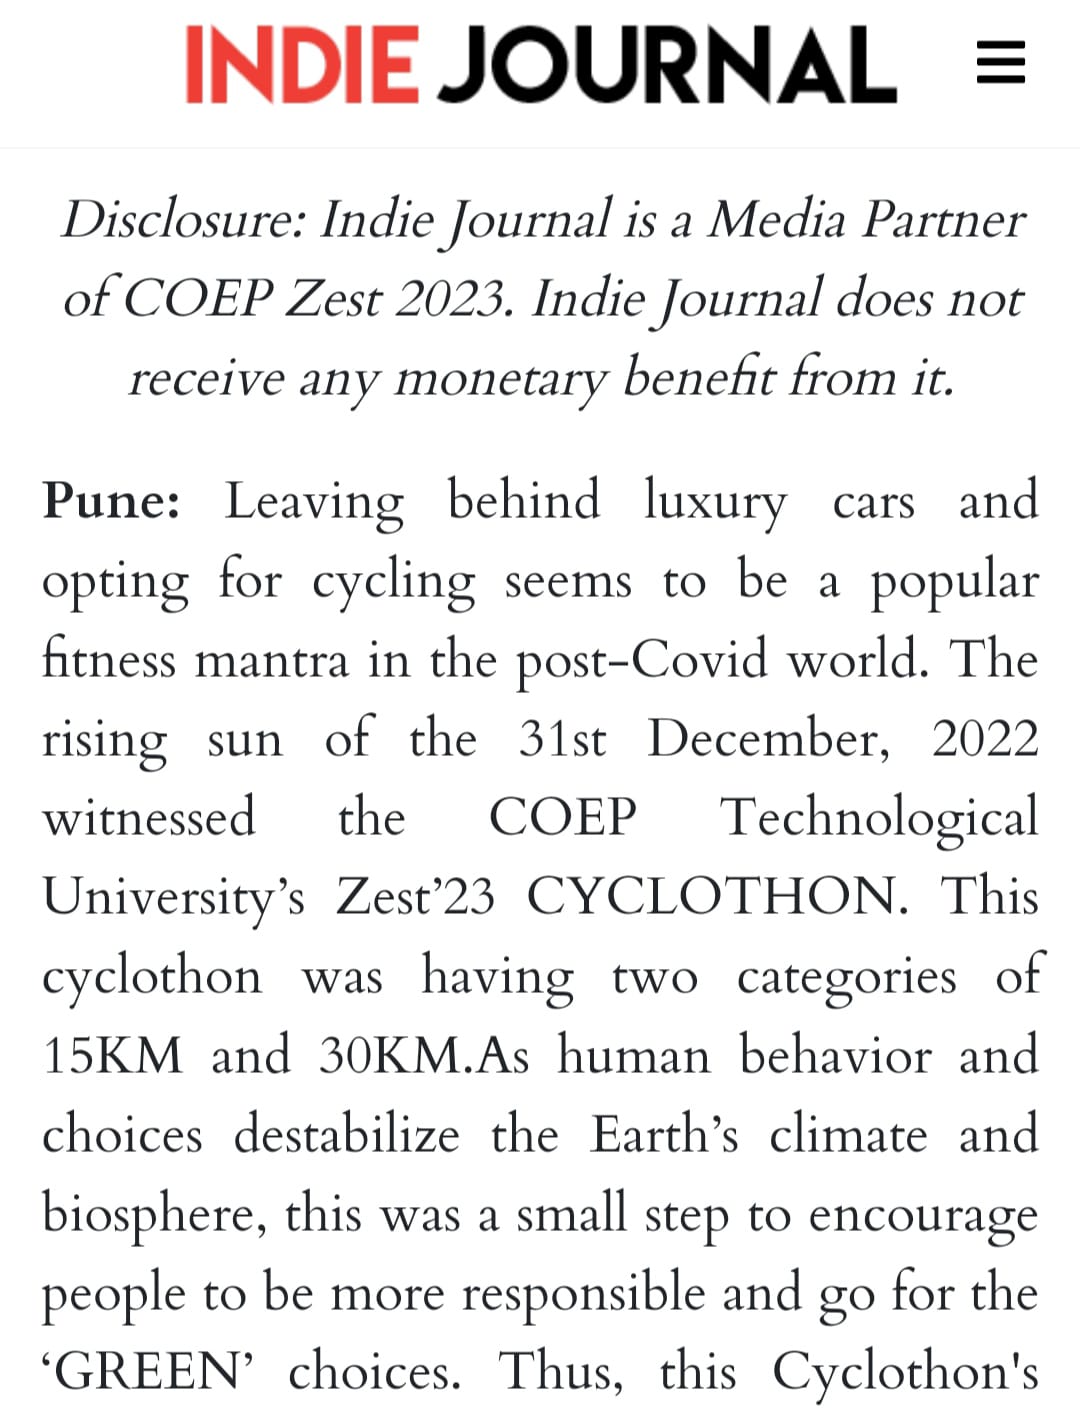 INDIE JOURNAL
Disclosure: Indie Journal is a Media Partner
of COEP Zest 2023. Indie Journal does not
receive any monetary benefit from it.
Pune: Leaving behind luxury cars and
opting for cycling seems to be a popular
fitness mantra in the post-Covid world. The
rising sun of the 31st December, 2022
witnessed the COEP Technological
University’s Zest’23 CYCLOTHON. This
cyclothon was having two categories of
15KM and 30KM.As human behavior and
choices destabilize the Earth’s climate and
biosphere, this was a small step to encourage
people to be more responsible and go for the
‘GREEN’ choices. Thus, this Cyclothon's